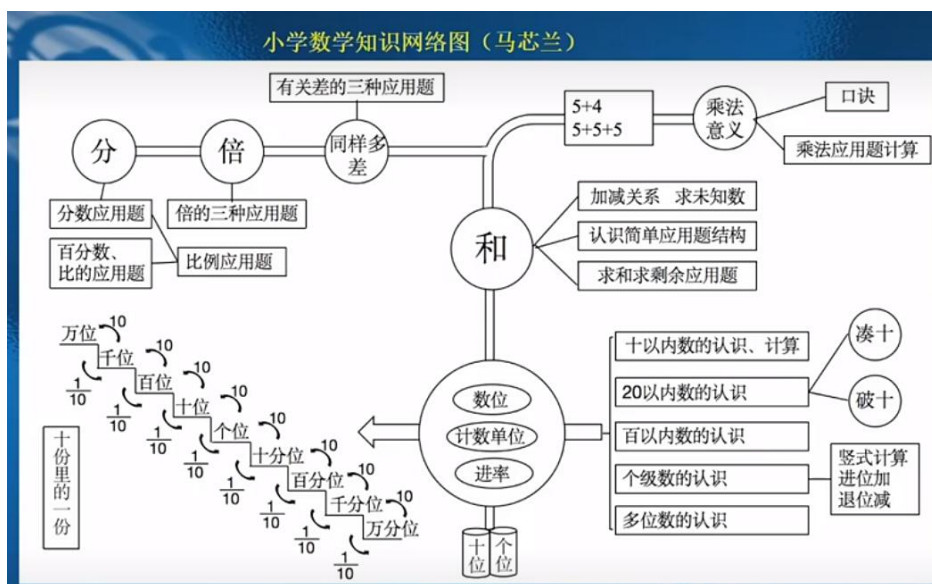 小学数学知识网络图（马芯兰）
有关差的三种应用题
分
倍
同样多
差
5+4
5+5+5
乘法
意义
口诀
乘法应用题计算
分数应用题
倍的三种应用题
百分数、
比的应用题
比例应用题
和
加减关系 求未知数
认识简单应用题结构
求和求剩余应用题
万位
10
千位
10
百位
10
十位
10
个位
10
十分位
10
百分位
10
千分位
10
万分位
1/10
1/10
1/10
1/10
1/10
1/10
1/10
1/10
十份里的一份
数位
计数单位
进率
十位
个位
十以内数的认识、计算
20以内数的认识
百以内数的认识
个级数的认识
多位数的认识
凑十
破十
竖式计算
进位加
退位减